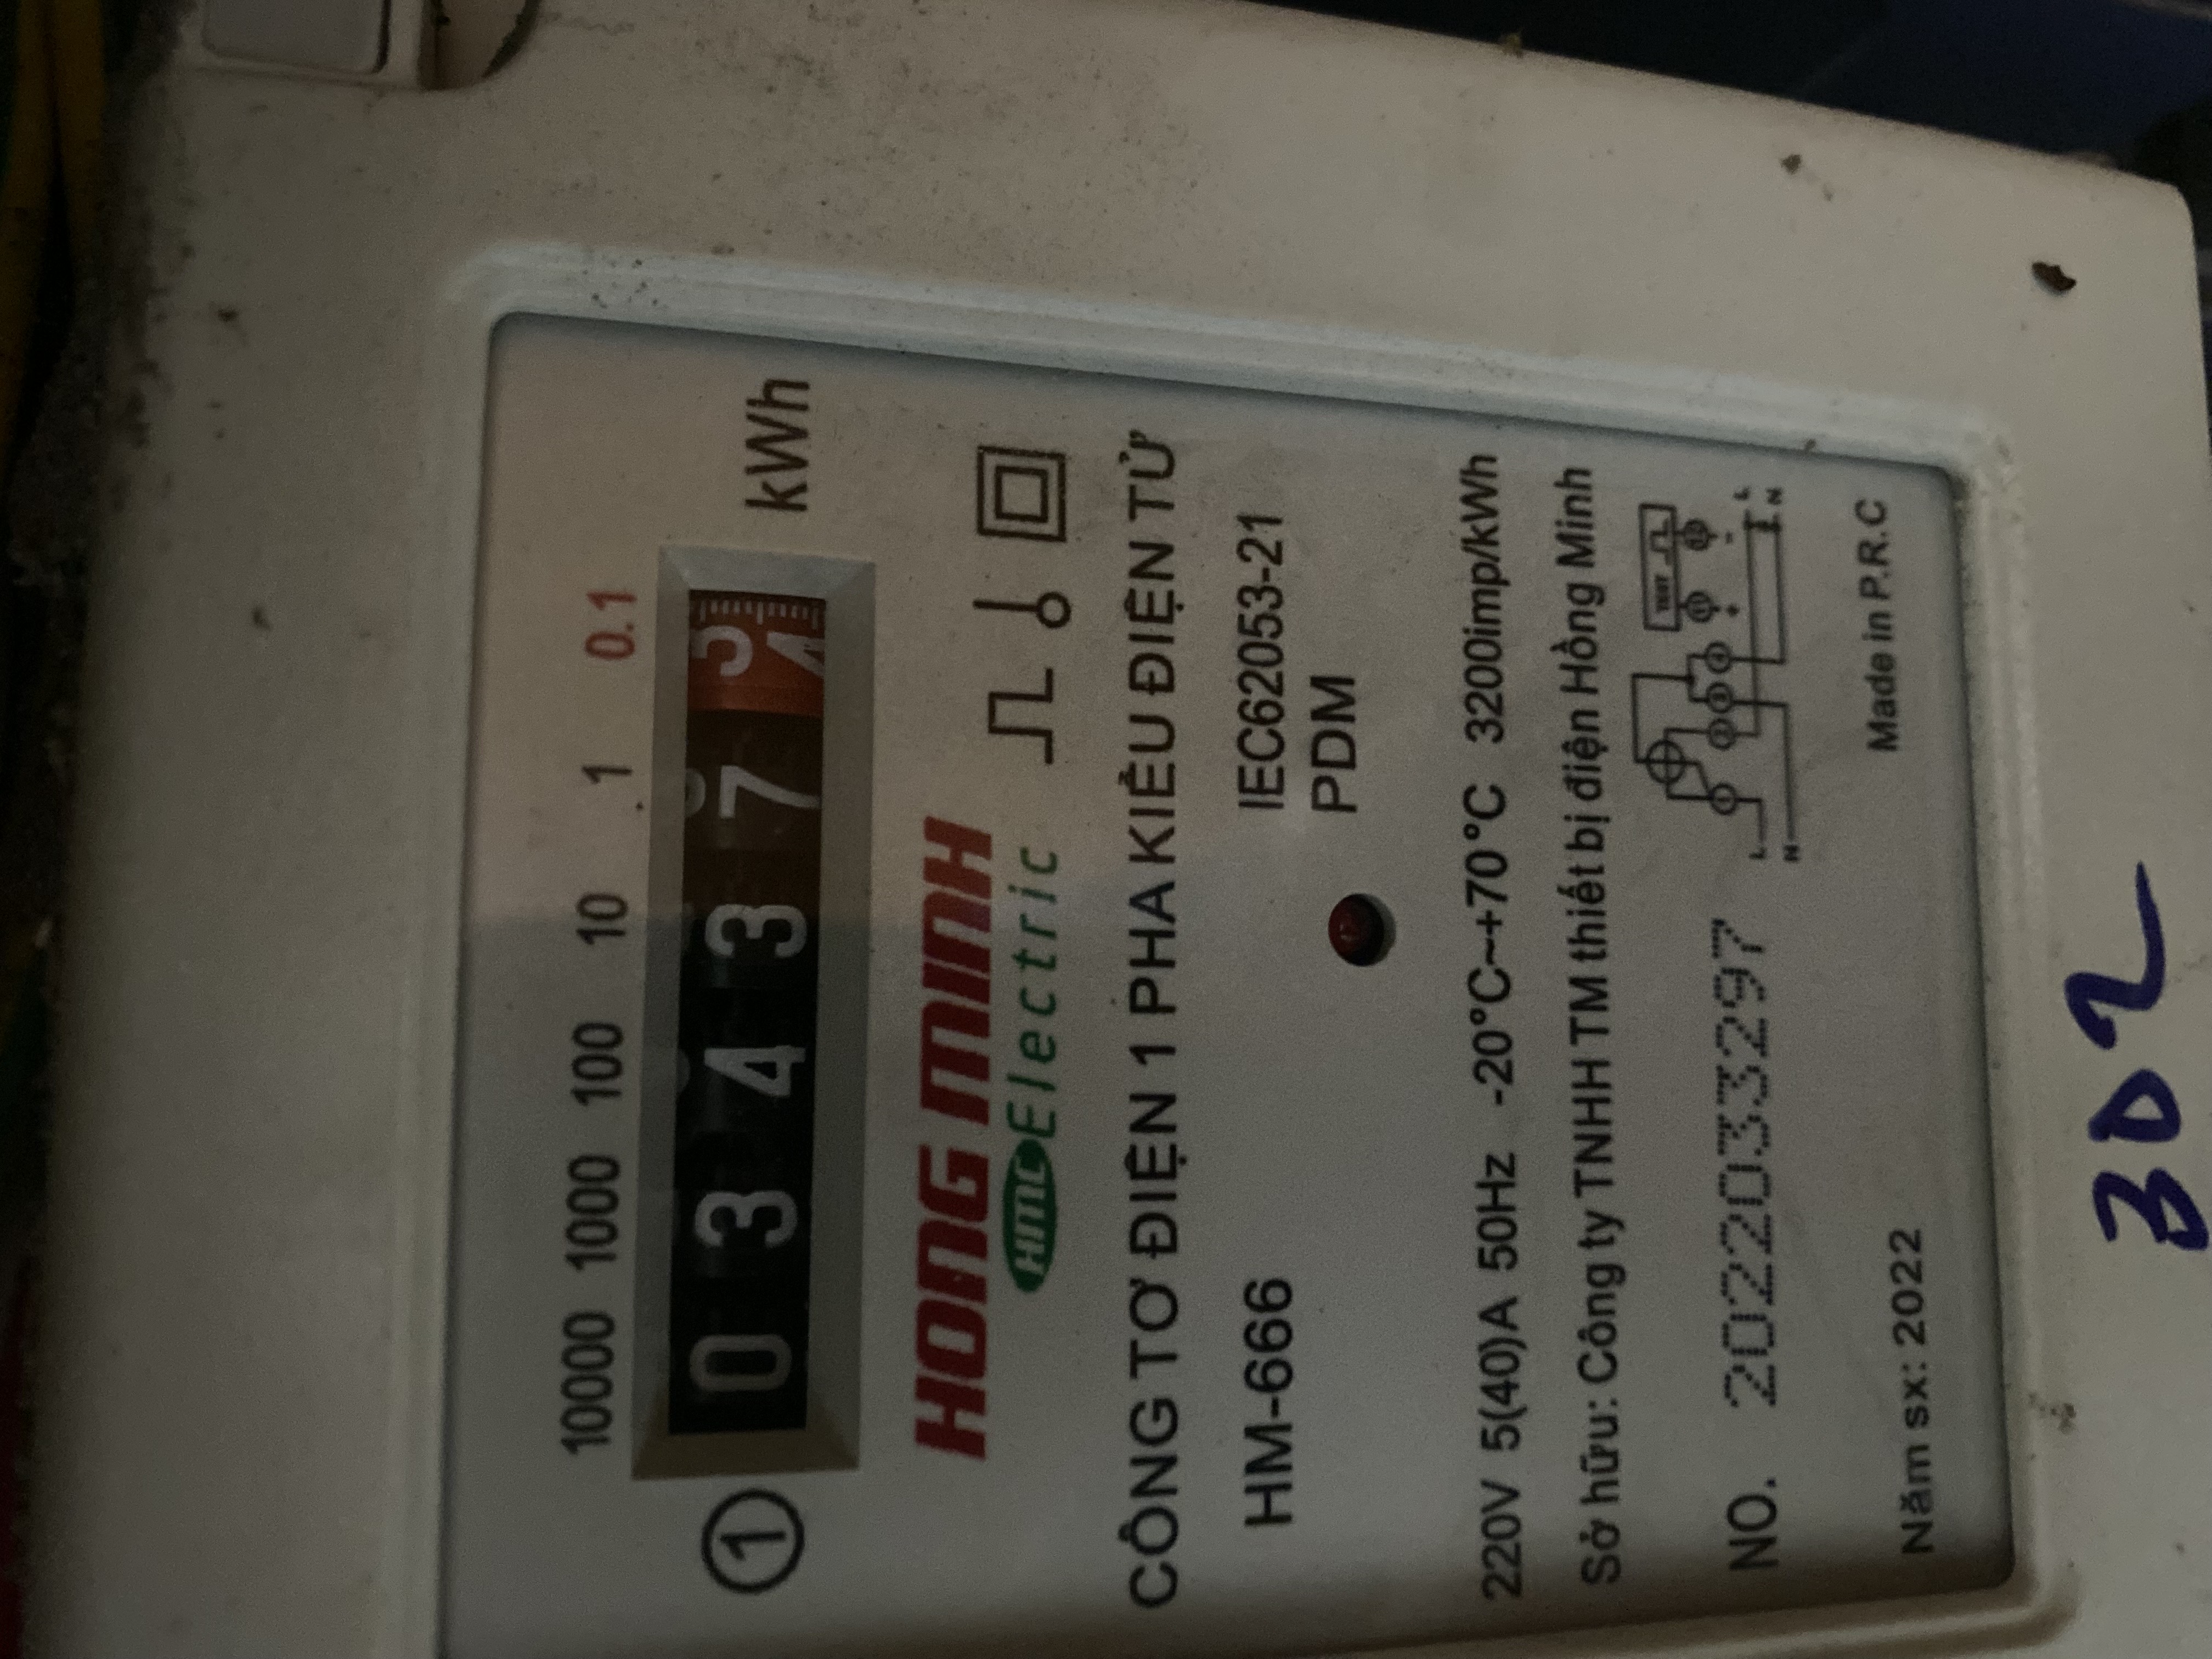 10000 1000 100 10 1 0.1
① 0 3 4 3 7 kWh
HONG MINH
HMC Electric
CÔNG TƠ ĐIỆN 1 PHA KIỂU ĐIỆN TỬ
HM-666 IEC62053-21
PDM
220V 5(40)A 50Hz -20°C~+70°C 3200imp/kWh
Sở hữu: Công ty TNHH TM thiết bị điện Hồng Minh
TEST
L N
L N
NO. 2022033297
Năm sx: 2022 Made in P.R.C
302